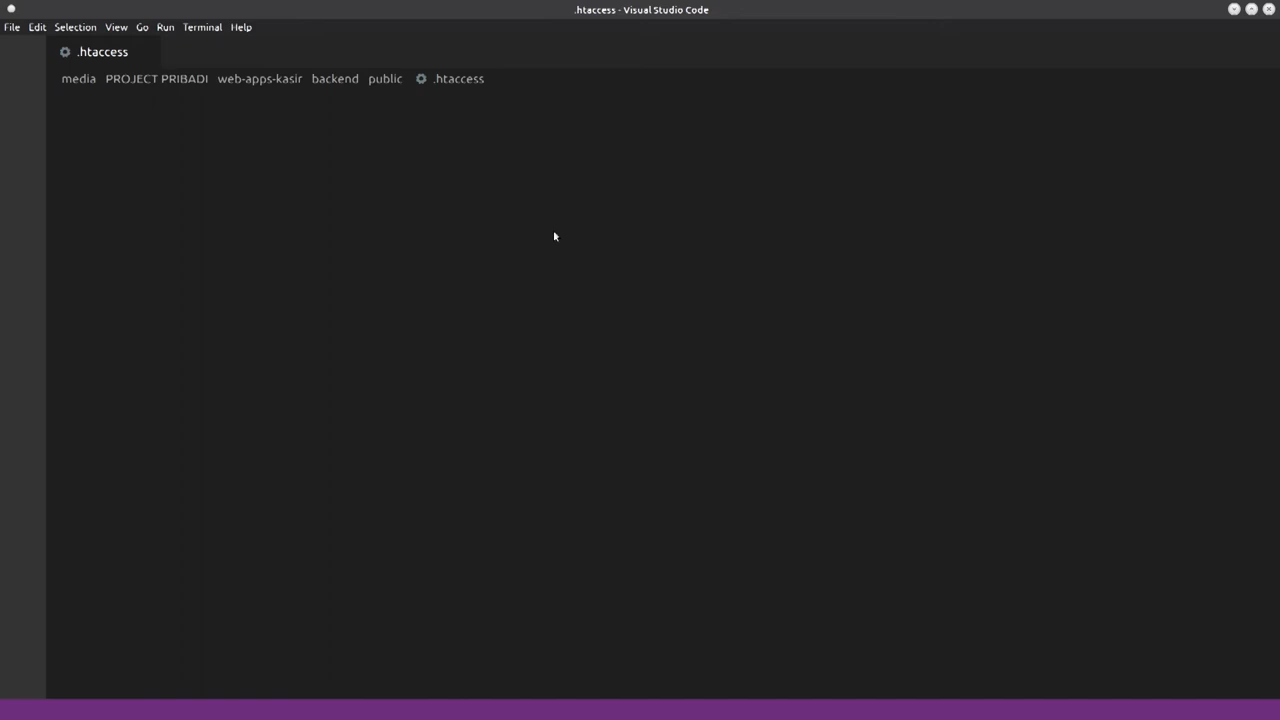 .htaccess - Visual Studio Code
File Edit Selection View Go Run Terminal Help
.htaccess
media PROJECT PRIBADI web-apps-kasir backend public .htaccess